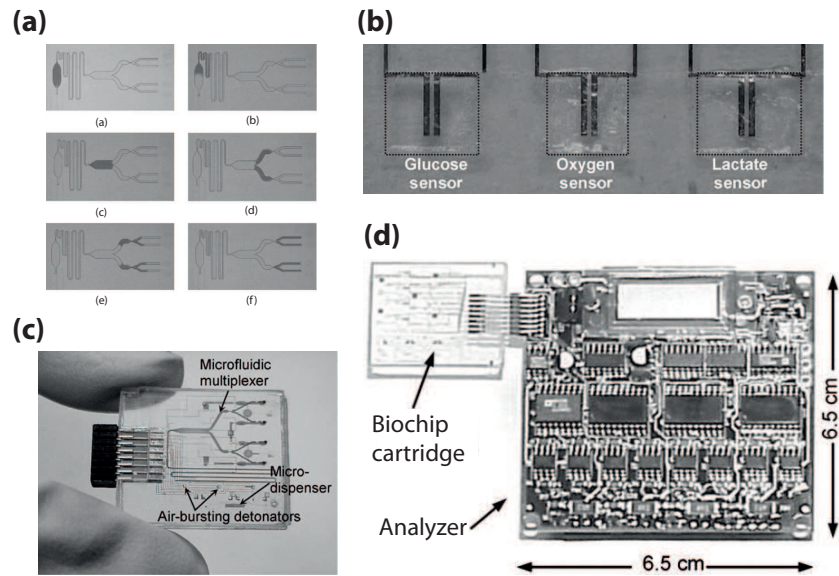 (a)
(a)
(b)
(c)
(d)
(e)
(f)
(b)
Glucose
sensor
Oxygen
sensor
Lactate
sensor
(c)
Microfluidic
multiplexer
Micro-
dispenser
Air-bursting detonators
(d)
Biochip
cartridge
Analyzer
6.5 cm
6.5 cm